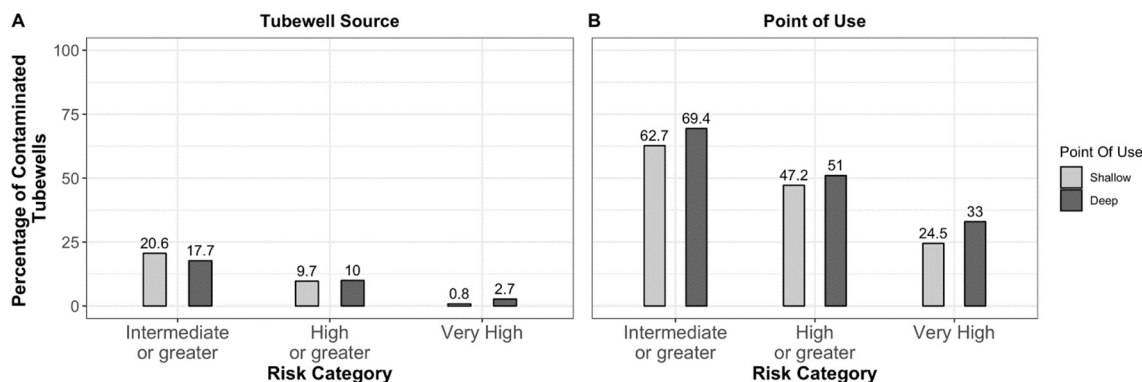 A
Tubewell Source
B
Point of Use
Percentage of Contaminated
Tubewells
100
75
50
25
0
20.6
17.7
9.7
10
0.8
2.7
62.7
69.4
47.2
51
24.5
33
Intermediate
or greater
High
or greater
Very High
Risk Category
Intermediate
or greater
High
or greater
Very High
Risk Category
Point Of Use
Shallow
Deep